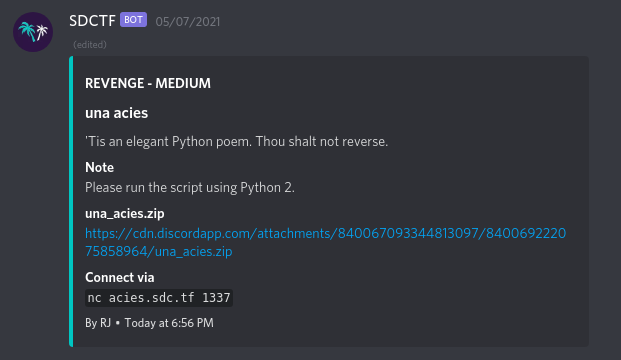 SDCTF BOT 05/07/2021
(edited)
REVENGE - MEDIUM
una acies
'Tis an elegant Python poem. Thou shalt not reverse.
Note
Please run the script using Python 2.
una_acies.zip
https://cdn.discordapp.com/attachments/840067093344813097/8400692220
75858964/una_acies.zip
Connect via
nc acies.sdc.tf 1337
By RJ • Today at 6:56 PM